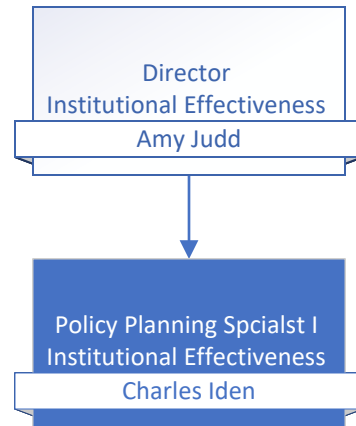 Director
Institutional Effectiveness
Amy Judd
Policy Planning Spcialst I
Institutional Effectiveness
Charles Iden